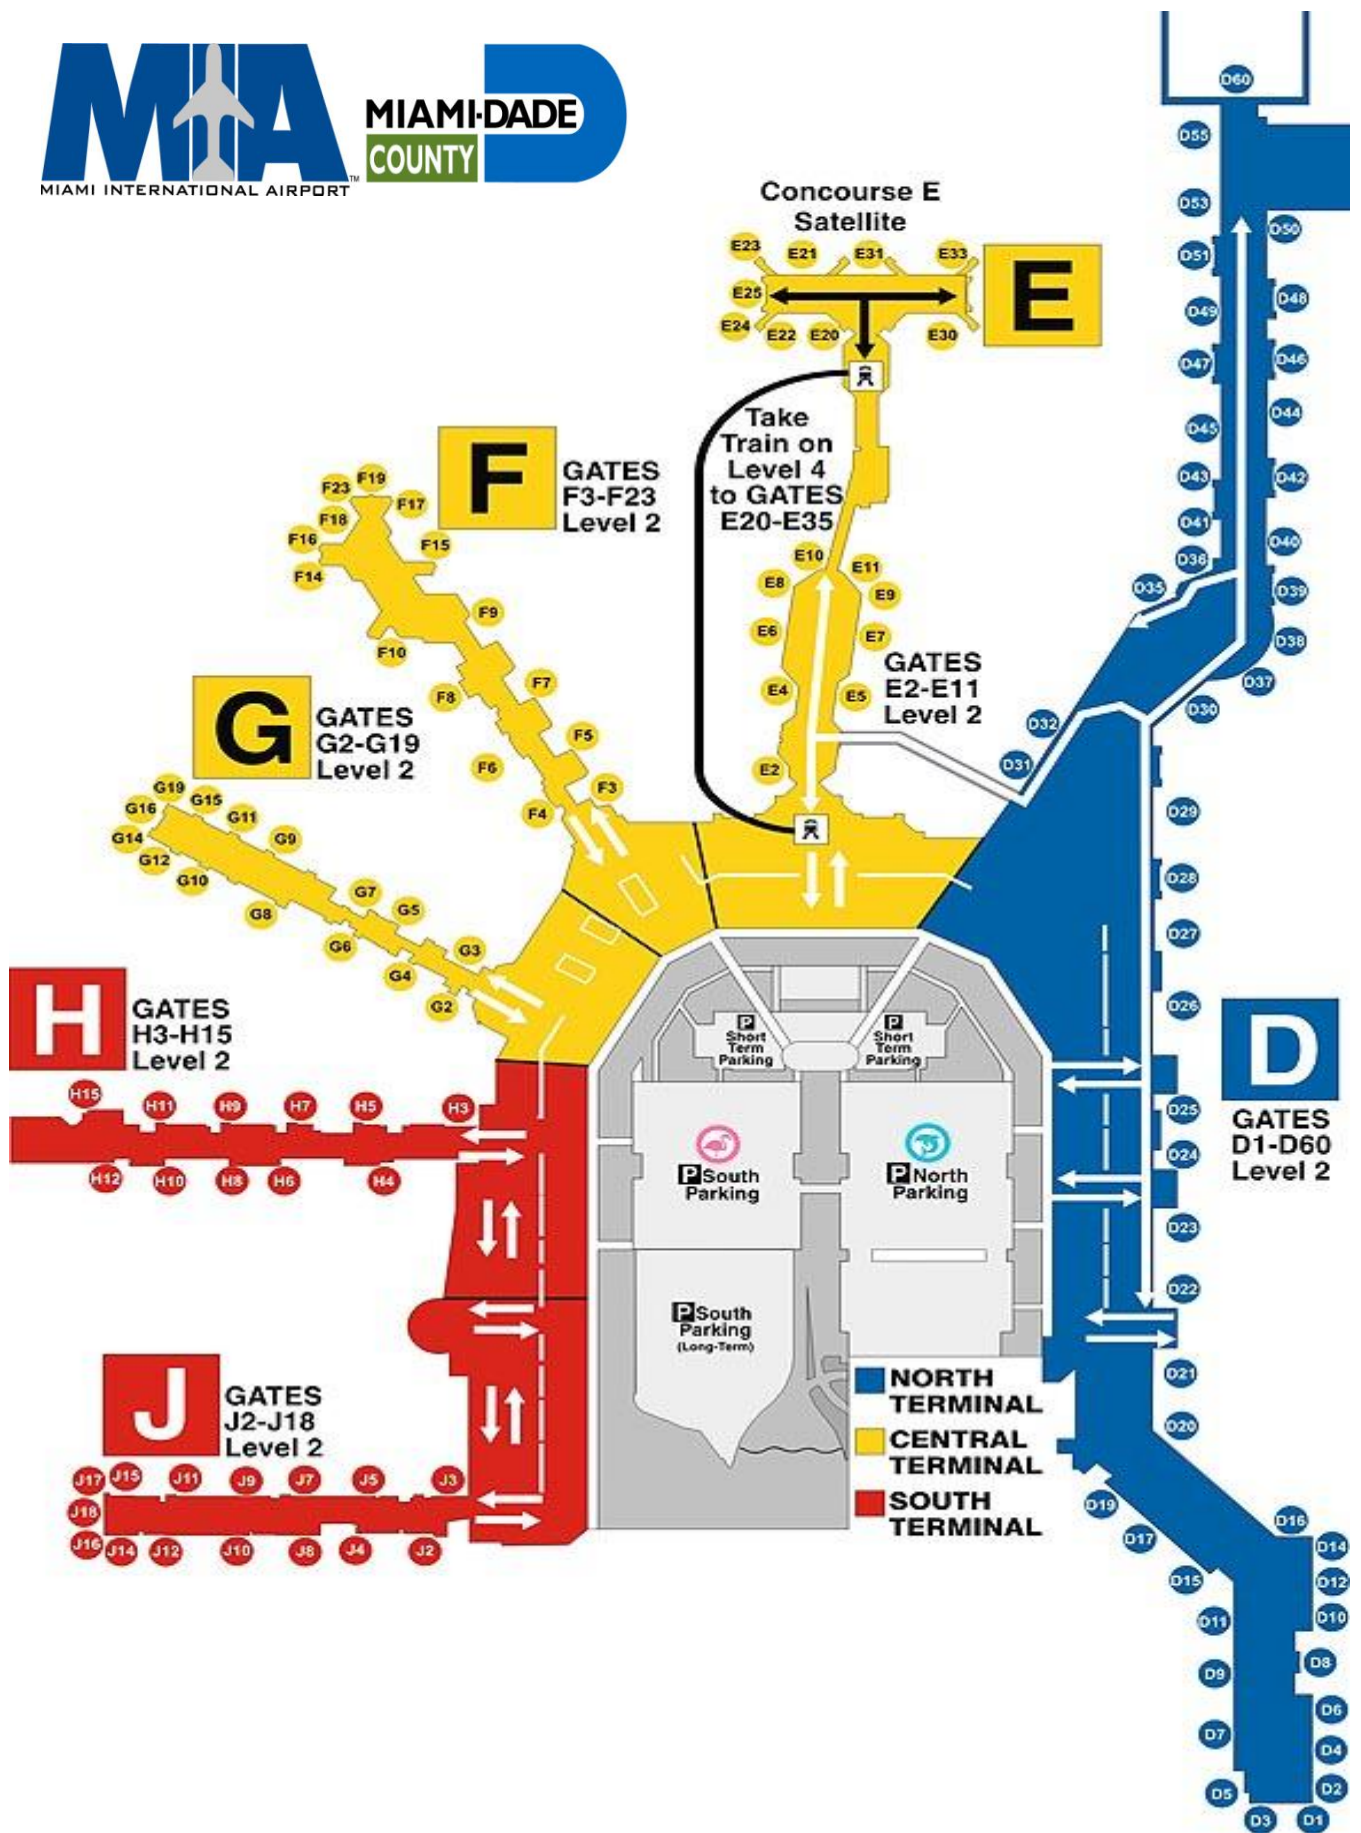 MIA
™
MIAMI INTERNATIONAL AIRPORT
MIAMI-DADE
COUNTY
D60
D55
D53
D50
D51
D48
D49
D47
D46
D44
D45
D43
D42
D41
D40
D36
D35
D39
D38
D37
D30
D32
D31
Concourse E
Satellite
E23
E21
E31
E33
E25
E24
E22
E20
E30
E
Take
Train on
Level 4
to GATES
E20-E35
E10
E11
E8
E9
E6
E7
E4
E5
E2
GATES
E2-E11
Level 2
F
GATES
F3-F23
Level 2
F23
F19
F17
F18
F16
F15
F14
F9
F10
F8
F7
F5
F6
F3
F4
G
GATES
G2-G19
Level 2
G19
G16
G15
G11
G14
G9
G12
G10
G7
G8
G5
G6
G3
G4
G2
H
GATES
H3-H15
Level 2
H15
H11
H9
H7
H5
H3
H12
H10
H8
H6
H4
D29
D28
D27
D26
D25
D24
D23
D22
D21
D20
D
GATES
D1-D60
Level 2
P
Short
Term
Parking
P
Short
Term
Parking
P South
Parking
P North
Parking
P South
Parking
(Long-Term)
J
GATES
J2-J18
Level 2
J17
J15
J11
J9
J7
J5
J3
J18
J16
J14
J12
J10
J8
J4
J2
NORTH
TERMINAL
CENTRAL
TERMINAL
SOUTH
TERMINAL
D19
D17
D16
D14
D15
D12
D11
D10
D9
D8
D6
D7
D4
D5
D2
D3
D1